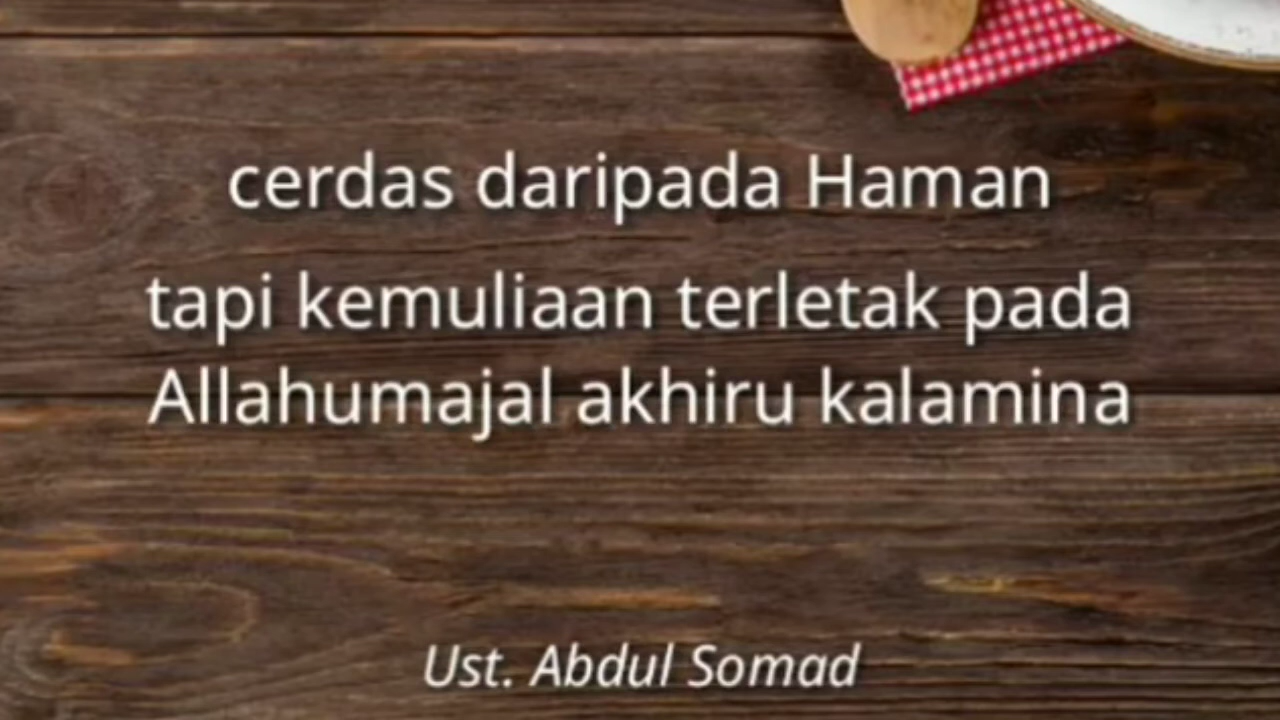 cerdas daripada Haman
tapi kemuliaan terletak pada
Allahumajal akhiru kalamina
Ust. Abdul Somad